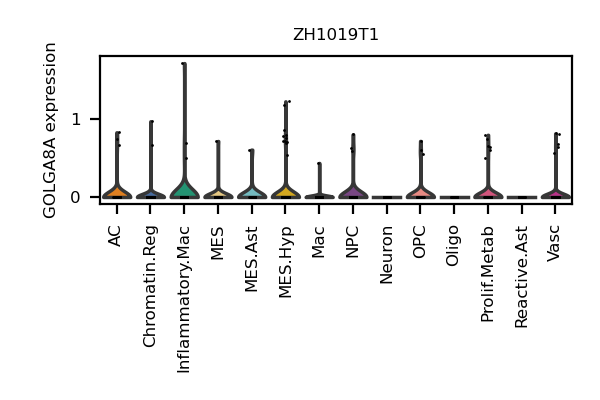 ZH1019T1
GOLGA8A expression
1
0
AC
Chromatin.Reg
Inflammatory.Mac
MES
MES.Ast
MES.Hyp
Mac
NPC
Neuron
OPC
Oligo
Prolif.Metab
Reactive.Ast
Vasc